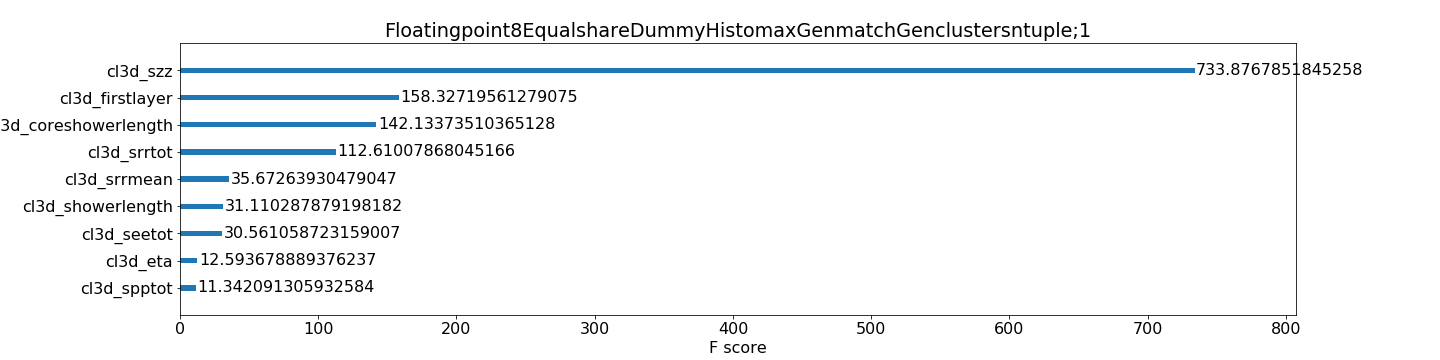 Floatingpoint8EqualshareDummyHistomaxGenmatchGenclustersntuple;1
cl3d_szz 733.8767851845258
cl3d_firstlayer 158.32719561279075
3d_coreshowerlength 142.13373510365128
cl3d_srrtot 112.61007868045166
cl3d_srrmean 35.67263930479047
cl3d_showerlength 31.110287879198182
cl3d_seetot 30.561058723159007
cl3d_eta 12.593678889376237
cl3d_spptot 11.342091305932584
0 100 200 300 400 500 600 700 800
F score